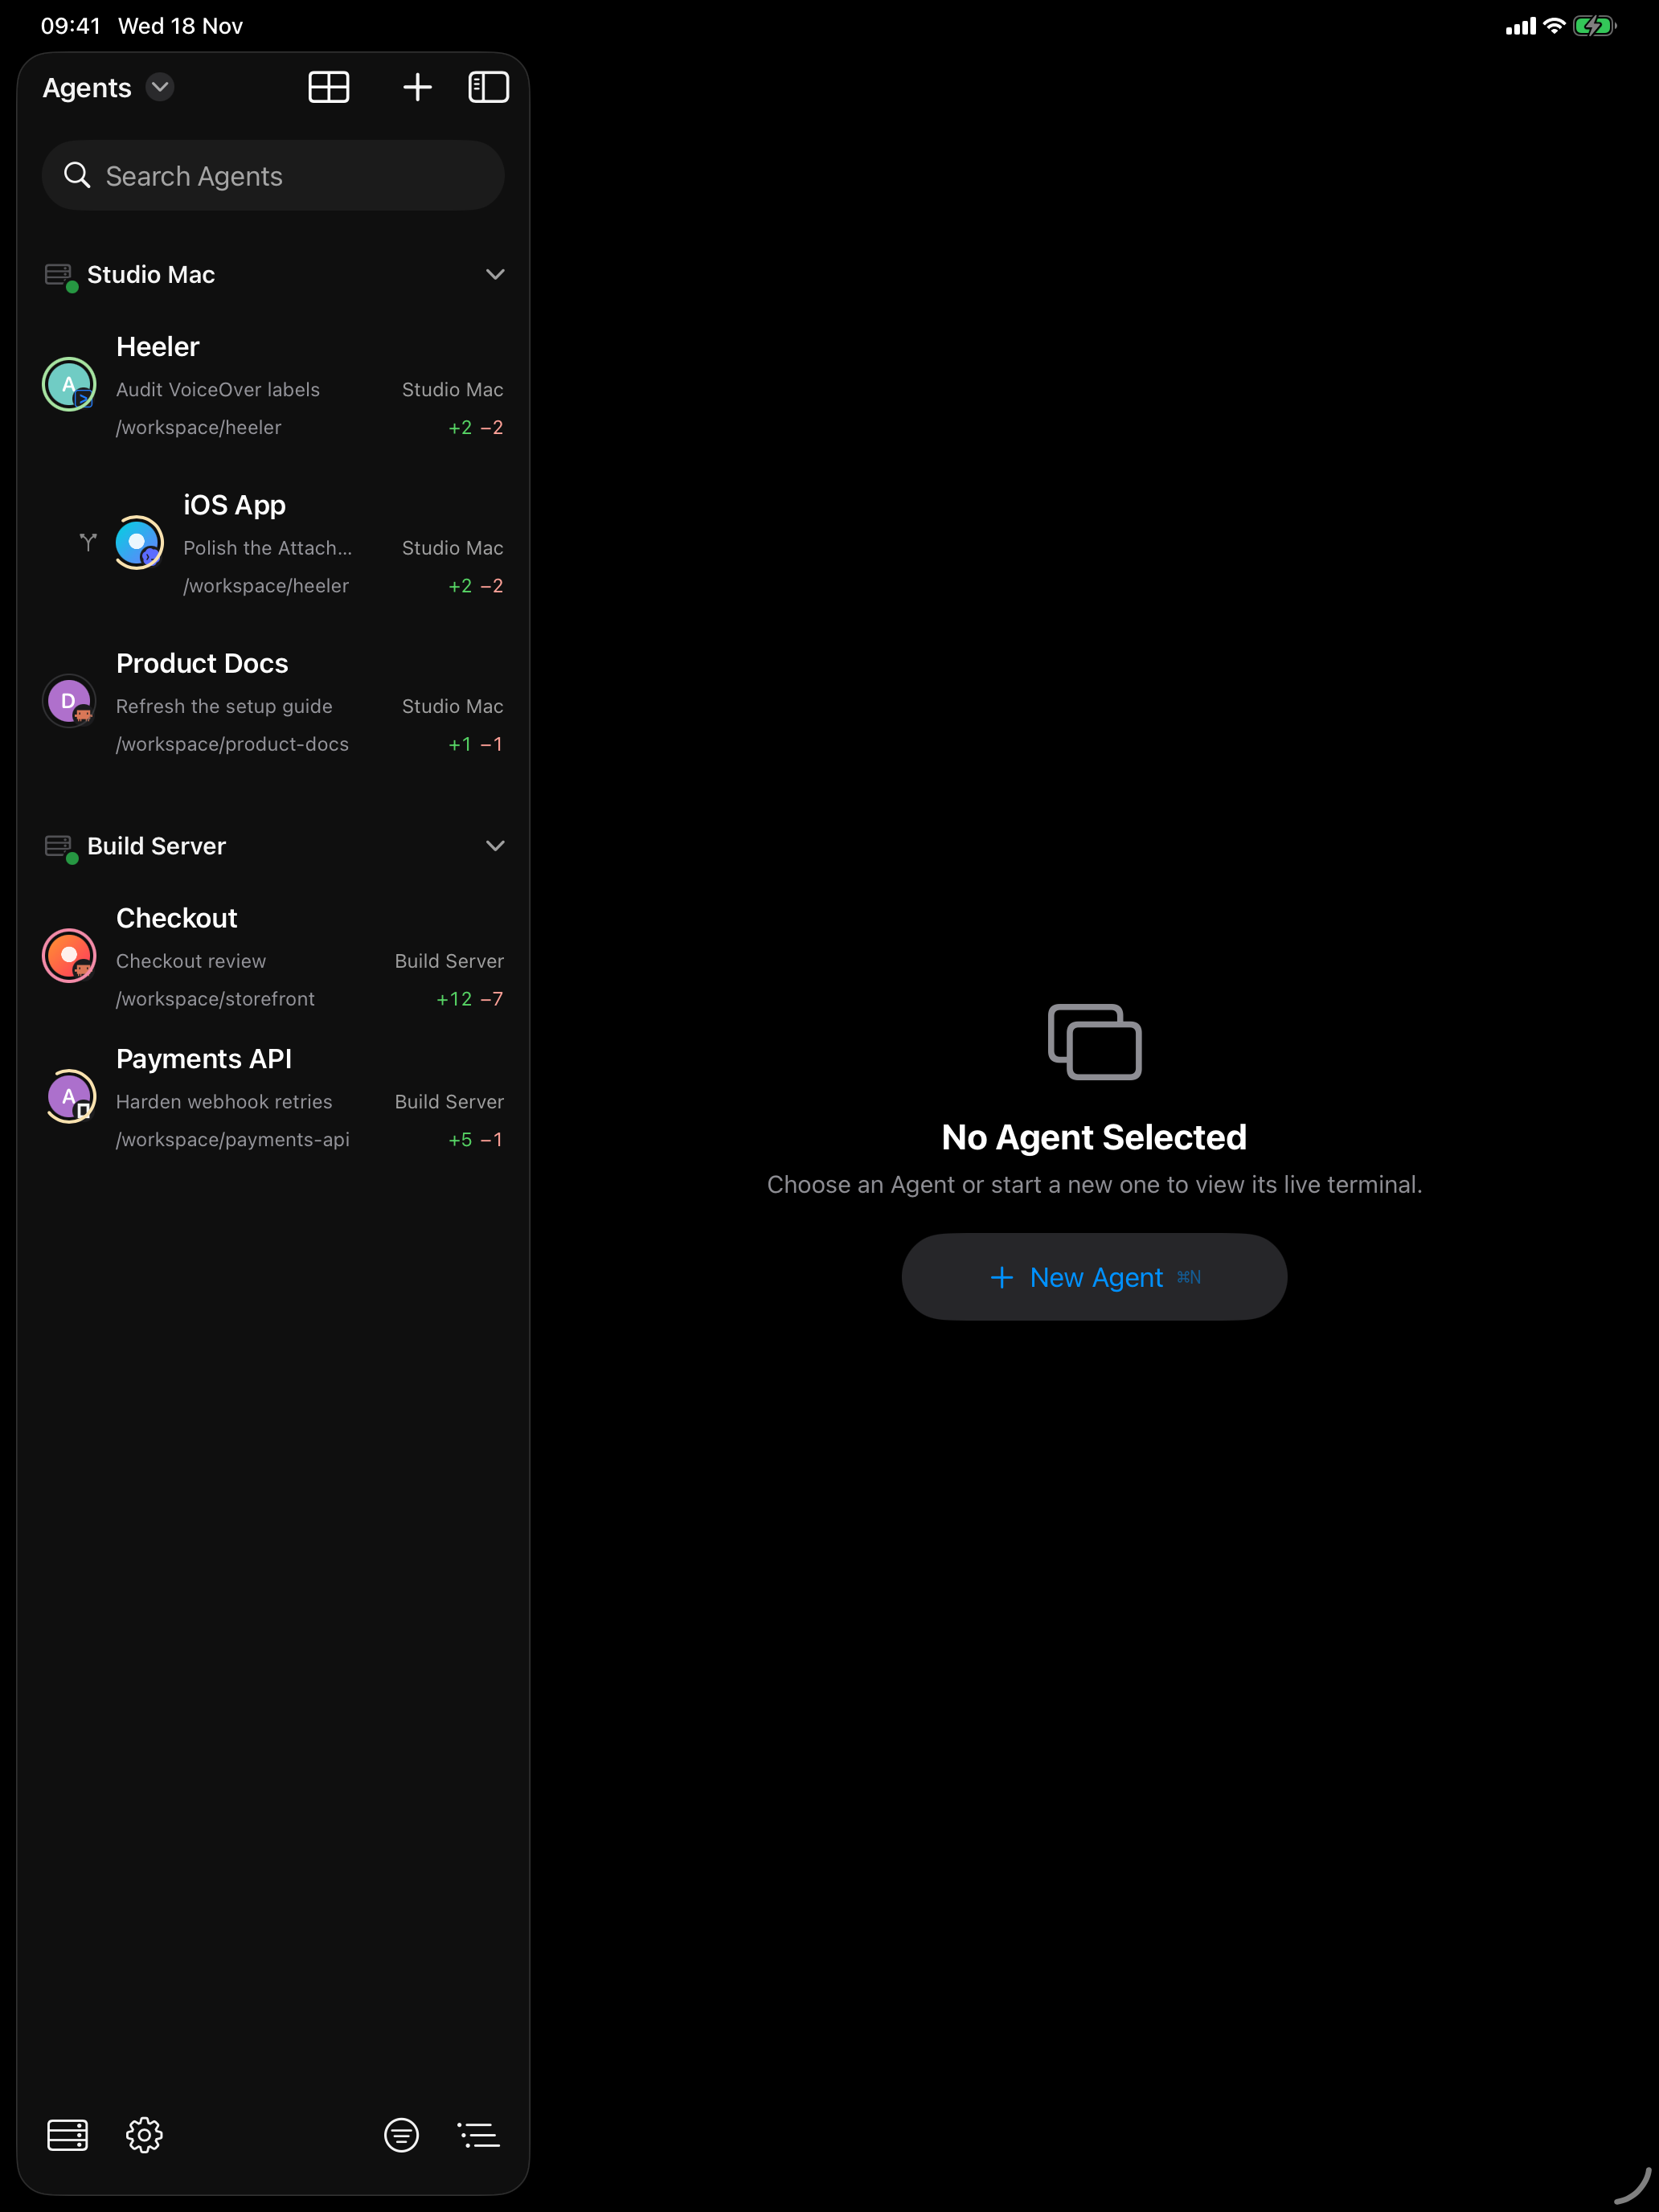 09:41 Wed 18 Nov
Agents
Search Agents
Studio Mac
Heeler
A
Audit VoiceOver labels Studio Mac
/workspace/heeler +2 −2
iOS App
Polish the Attach... Studio Mac
/workspace/heeler +2 −2
Product Docs
D
Refresh the setup guide Studio Mac
/workspace/product-docs +1 −1
Build Server
Checkout
Checkout review Build Server
/workspace/storefront +12 −7
Payments API
A
Harden webhook retries Build Server
/workspace/payments-api +5 −1
No Agent Selected
Choose an Agent or start a new one to view its live terminal.
+ New Agent ⌘N